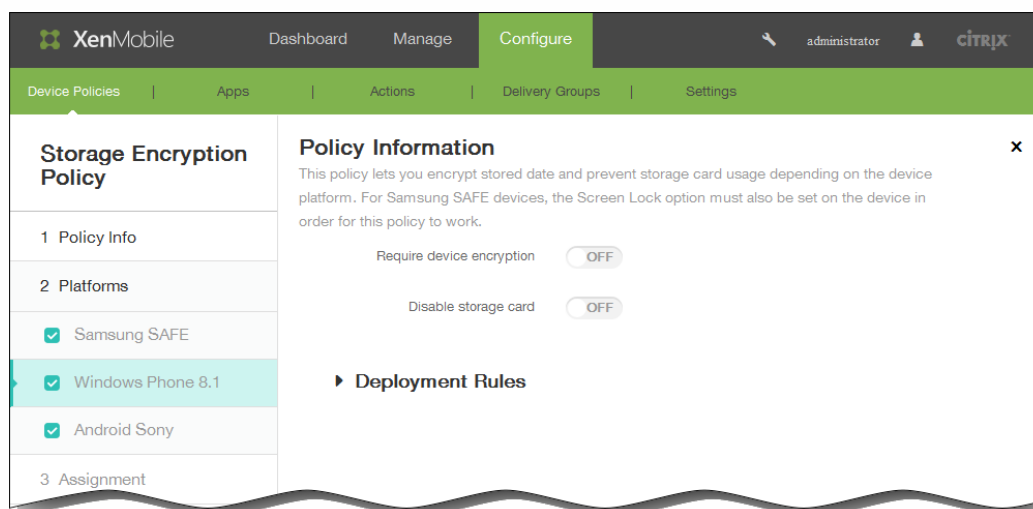 XenMobile Dashboard Manage Configure administrator CİTRIX
Device Policies | Apps | Actions | Delivery Groups | Settings
Storage Encryption
Policy
1 Policy Info
2 Platforms
Samsung SAFE
Windows Phone 8.1
Android Sony
3 Assignment
Policy Information x
This policy lets you encrypt stored date and prevent storage card usage depending on the device
platform. For Samsung SAFE devices, the Screen Lock option must also be set on the device in
order for this policy to work.
Require device encryption OFF
Disable storage card OFF
Deployment Rules